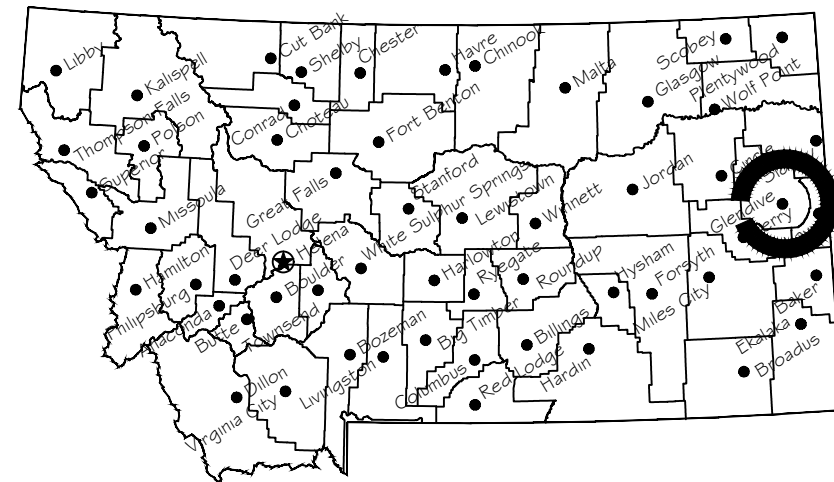 Libby
Kalispell
Cut Bank
Shelby
Chester
Havre
Chinook
Malta
Scobey
Glasgow
Plentywood
Wolf Point
Thompson Falls
Polson
Superior
Conrad
Choteau
Fort Benton
Missoula
Great Falls
Stanford
Lewistown
Winnett
Jordan
Circle
Glendive
Hamilton
Philipsburg
Deer Lodge
Helena
White Sulphur Springs
Boulder
Townsend
Anaconda
Butte
Harlowton
Ryegate
Roundup
Hysham
Forsyth
Miles City
Baker
Ekalaka
Broadus
Dillon
Virginia City
Bozeman
Livingston
Big Timber
Columbus
Red Lodge
Billings
Hardin